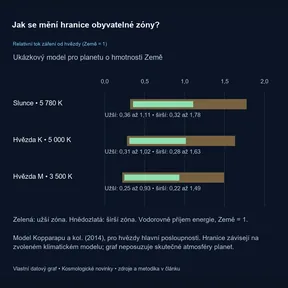 Jak se mění hranice obyvatelné zóny?
Relativní tok záření od hvězdy (Země = 1)
Ukázkový model pro planetu o hmotnosti Země
0,0 0,5 1,0 1,5 2,0
Slunce • 5 780 K
Užší: 0,36 až 1,11 • širší: 0,32 až 1,78
Hvězda K • 5 000 K
Užší: 0,31 až 1,02 • širší: 0,28 až 1,63
Hvězda M • 3 500 K
Užší: 0,25 až 0,93 • širší: 0,22 až 1,49
Zelená: užší zóna. Hnědozlatá: širší zóna. Vodorovně příjem energie, Země = 1.
Model Kopparapu a kol. (2014), pro hvězdy hlavní posloupnosti. Hranice závisejí na
zvoleném klimatickém modelu; graf neposuzuje skutečné atmosféry planet.
Vlastní datový graf • Kosmologické novinky • zdroje a metodika v článku